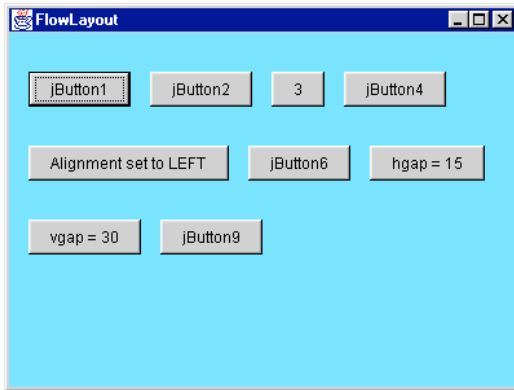 FlowLayout
jButton1 jButton2 3 jButton4
Alignment set to LEFT jButton6 hgap = 15
vgap = 30 jButton9